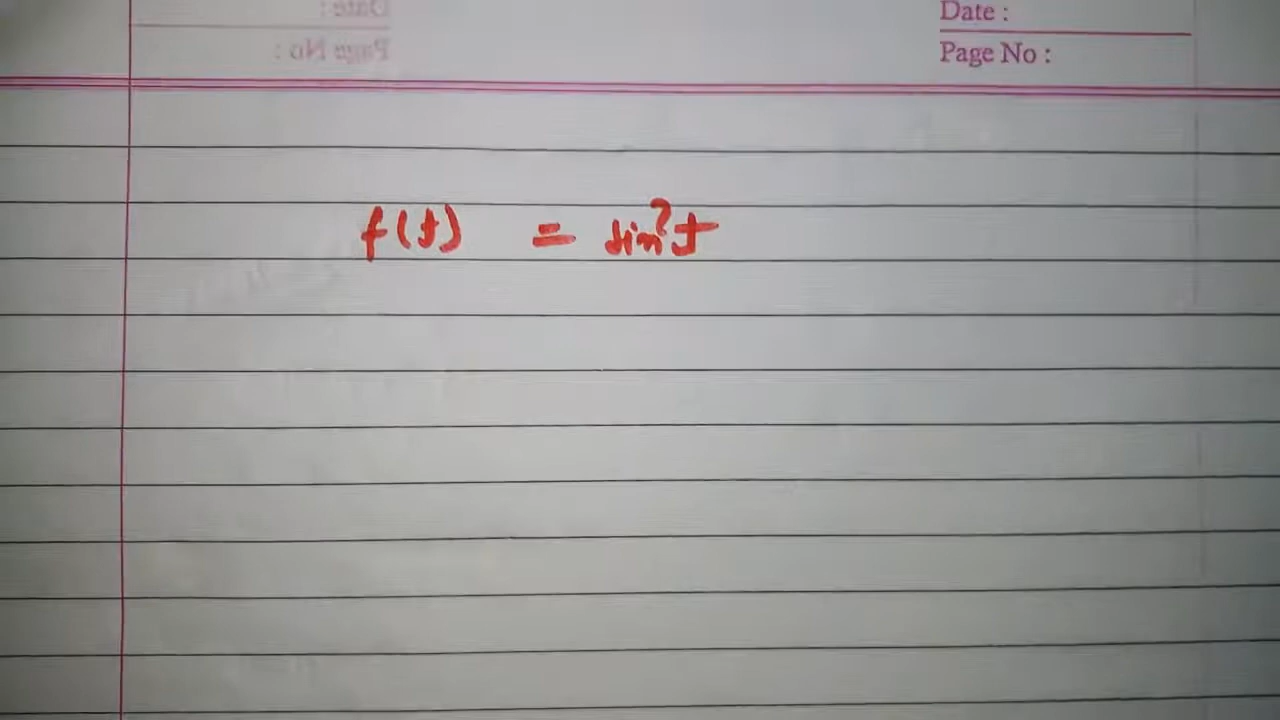 Date :
Page No :
f(t) = sin²t